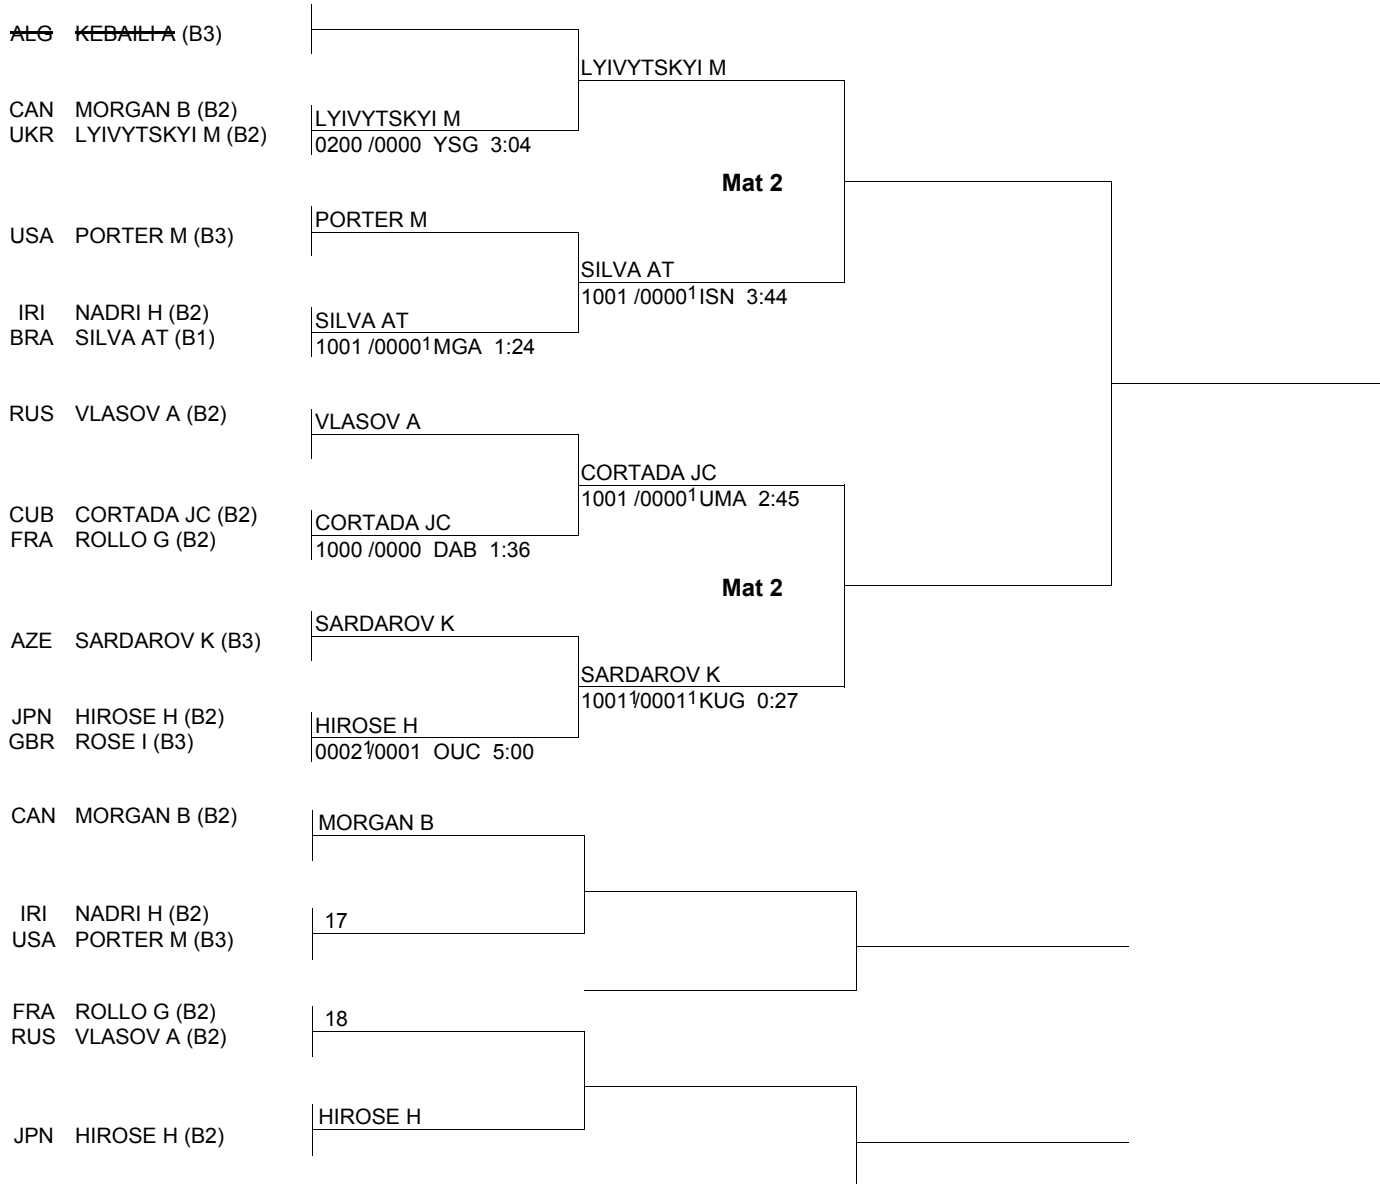 ALG KEBAILI A (B3)
LYIVYTSKYI M
CAN MORGAN B (B2)
UKR LYIVYTSKYI M (B2)
LYIVYTSKYI M
0200 /0000 YSG 3:04
Mat 2
USA PORTER M (B3)
PORTER M
SILVA AT
1001 /0000¹ ISN 3:44
IRI NADRI H (B2)
BRA SILVA AT (B1)
SILVA AT
1001 /0000¹ MGA 1:24
RUS VLASOV A (B2)
VLASOV A
CORTADA JC
1001 /0000¹ UMA 2:45
CUB CORTADA JC (B2)
FRA ROLLO G (B2)
CORTADA JC
1000 /0000 DAB 1:36
Mat 2
AZE SARDAROV K (B3)
SARDAROV K
SARDAROV K
1001¹/0001¹ KUG 0:27
JPN HIROSE H (B2)
GBR ROSE I (B3)
HIROSE H
0002¹/0001 OUC 5:00
CAN MORGAN B (B2)
MORGAN B
IRI NADRI H (B2)
USA PORTER M (B3)
17
FRA ROLLO G (B2)
RUS VLASOV A (B2)
18
JPN HIROSE H (B2)
HIROSE H